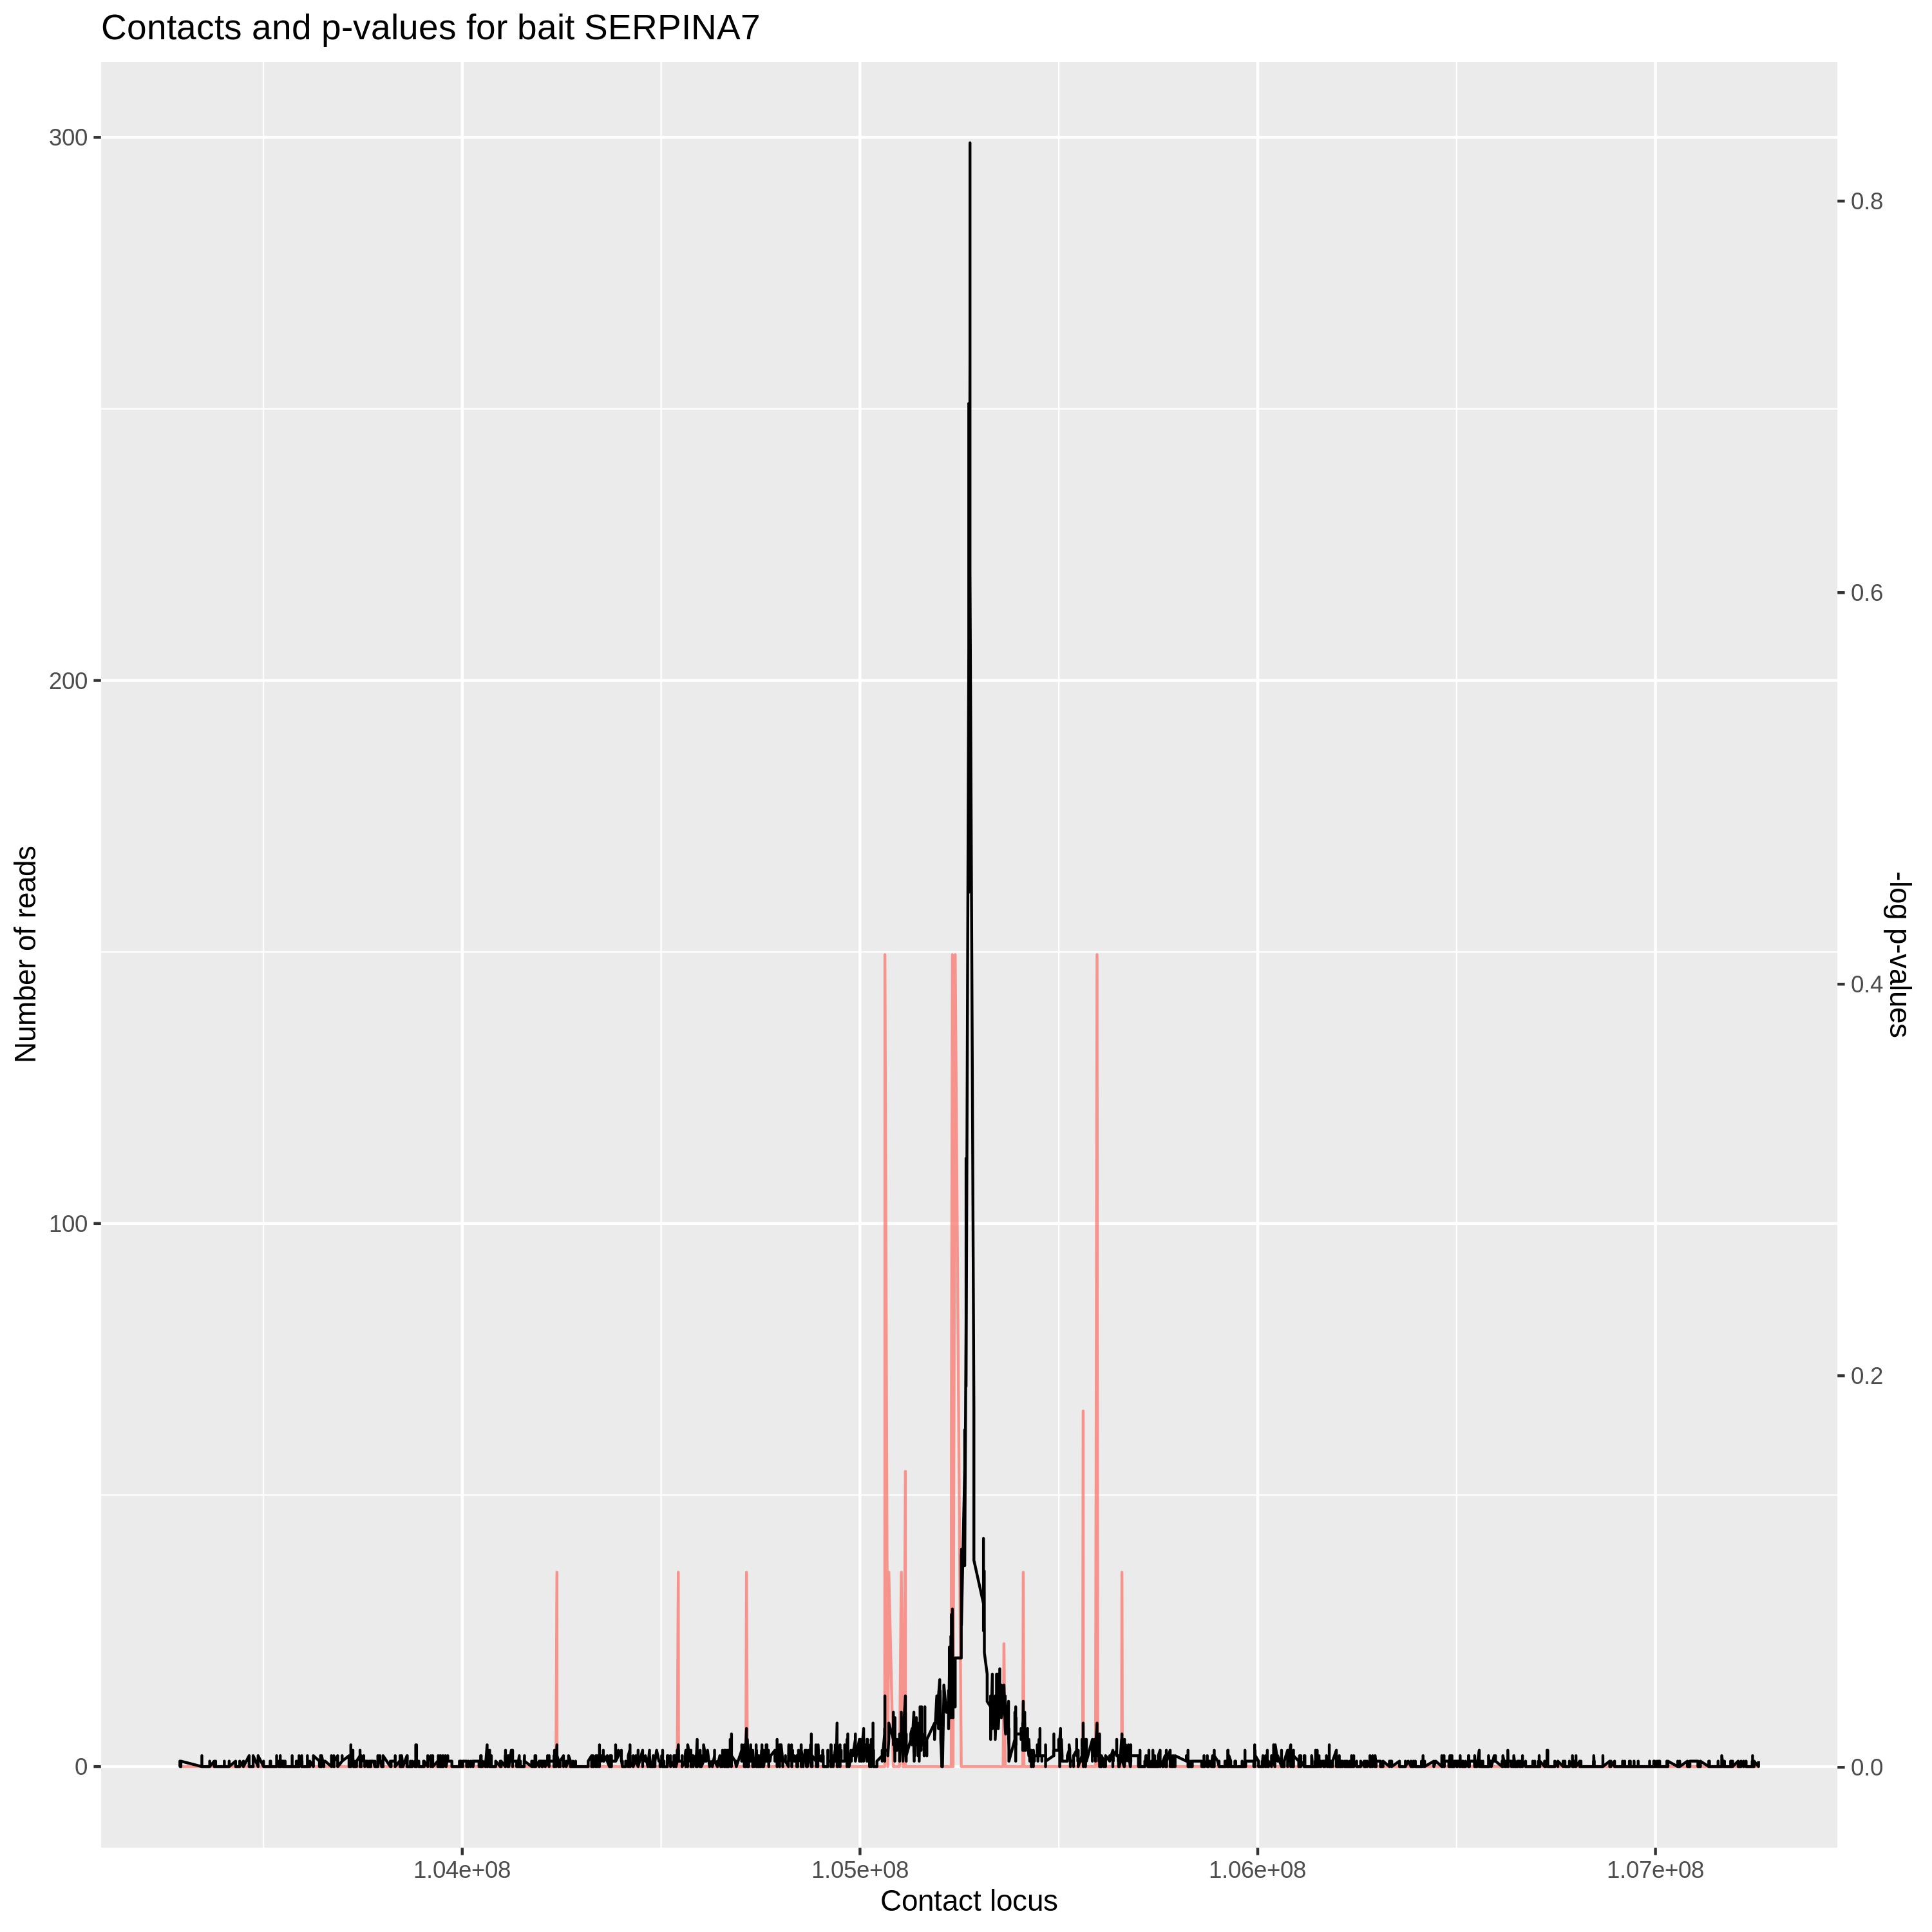 Contacts and p-values for bait SERPINA7
300
200
100
0
Number of reads
0.8
0.6
0.4
0.2
0.0
-log p-values
1.04e+08 1.05e+08 1.06e+08 1.07e+08
Contact locus